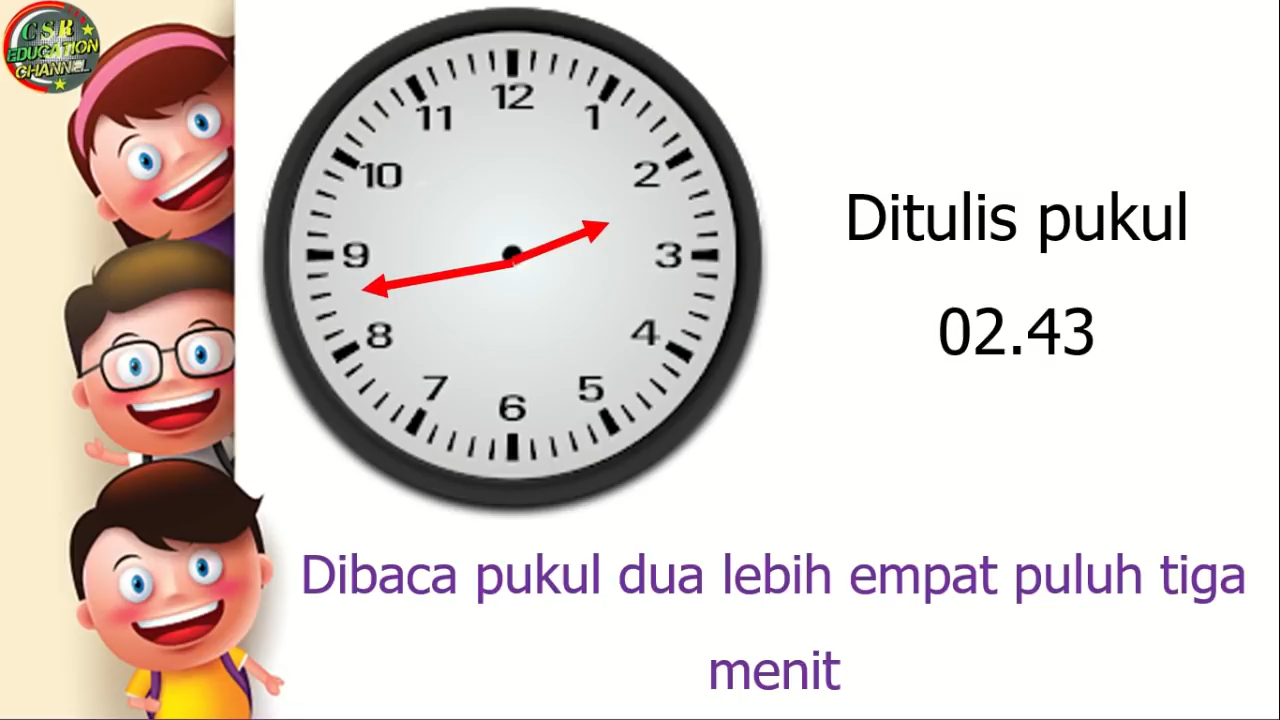 CSR
EDUCATION
CHANNEL
12
11
1
10
2
9
3
8
4
7
5
6
Ditulis pukul
02.43
Dibaca pukul dua lebih empat puluh tiga
menit